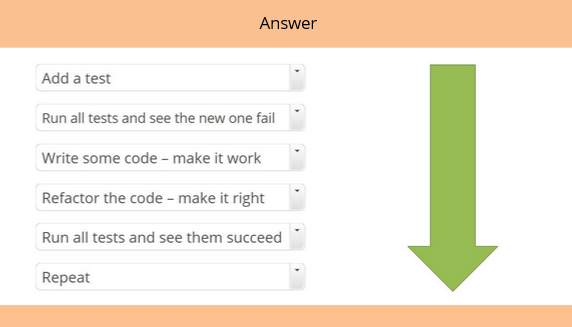 Answer
Add a test
Run all tests and see the new one fail
Write some code – make it work
Refactor the code – make it right
Run all tests and see them succeed
Repeat